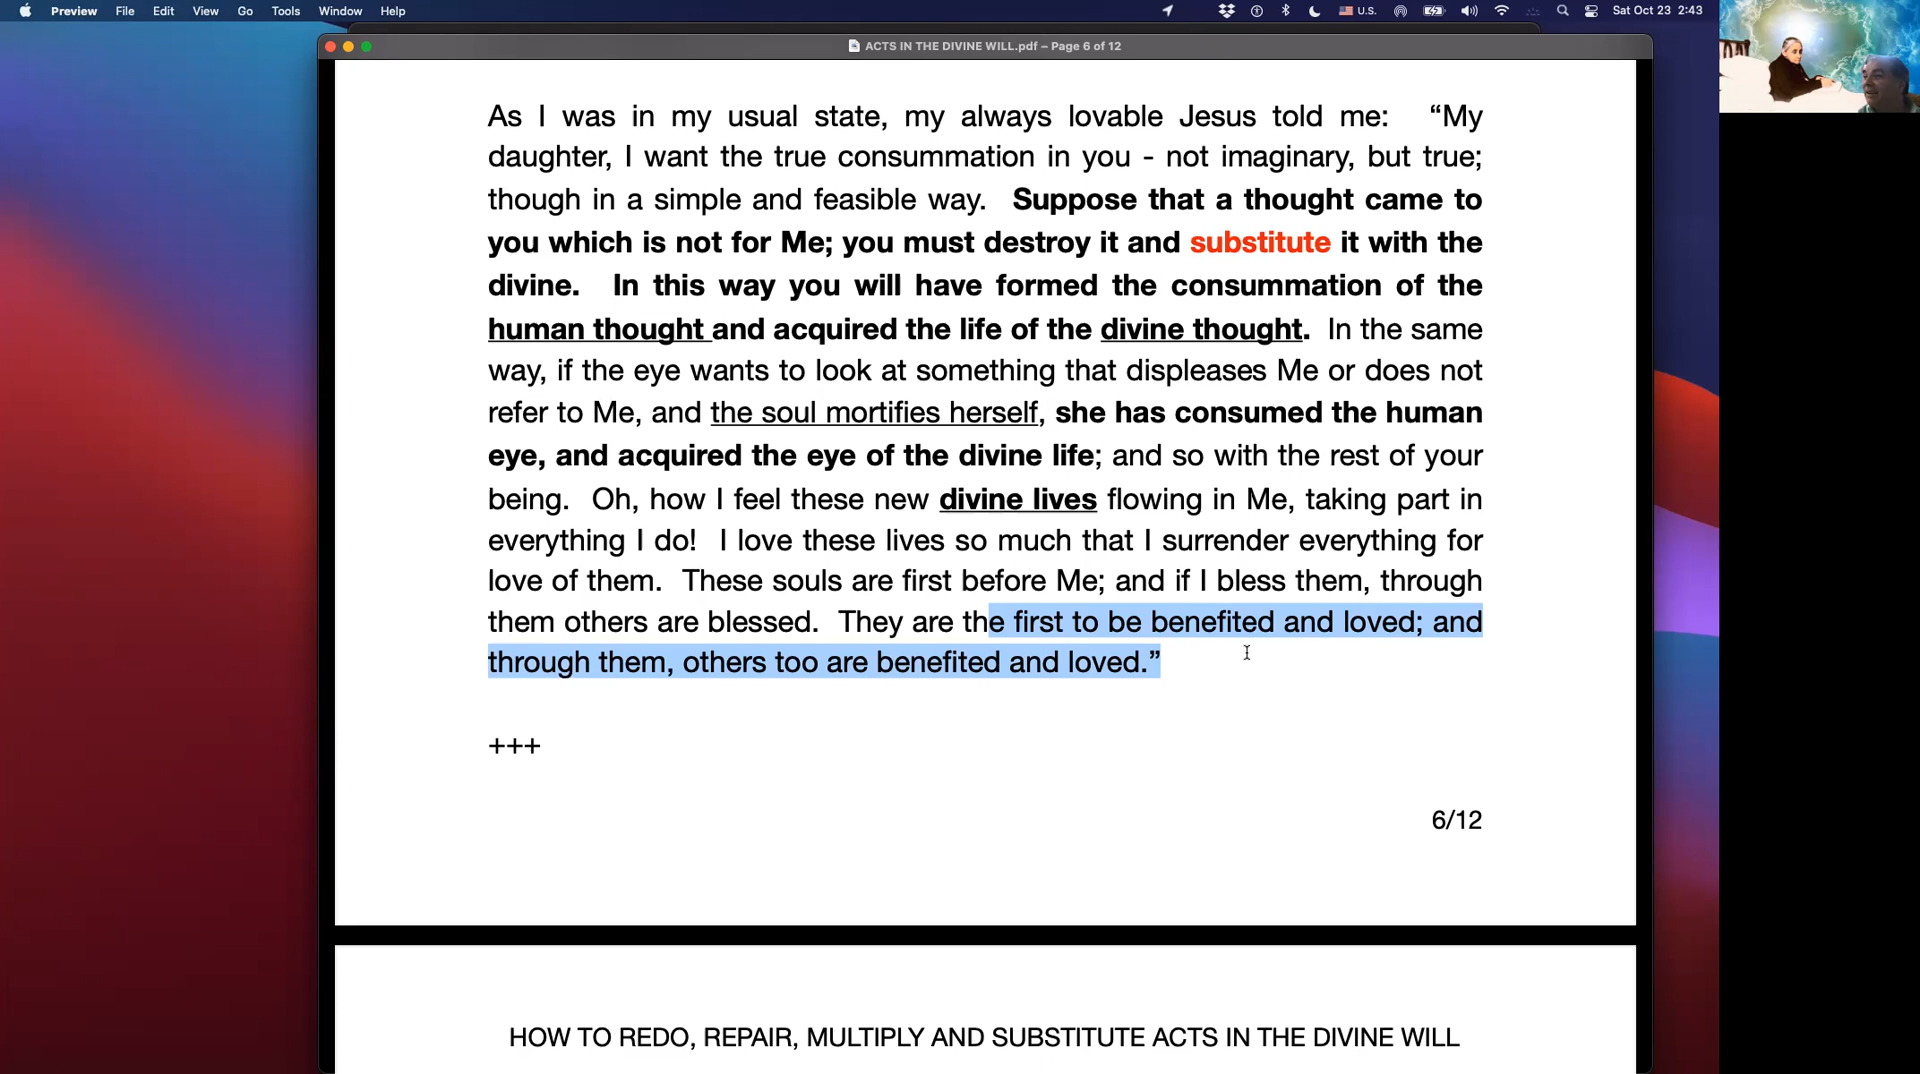 Preview File Edit View Go Tools Window Help U.S. Sat Oct 23 2:43
ACTS IN THE DIVINE WILL.pdf – Page 6 of 12
As I was in my usual state, my always lovable Jesus told me: “My
daughter, I want the true consummation in you - not imaginary, but true;
though in a simple and feasible way. Suppose that a thought came to
you which is not for Me; you must destroy it and substitute it with the
divine. In this way you will have formed the consummation of the
human thought and acquired the life of the divine thought. In the same
way, if the eye wants to look at something that displeases Me or does not
refer to Me, and the soul mortifies herself, she has consumed the human
eye, and acquired the eye of the divine life; and so with the rest of your
being. Oh, how I feel these new divine lives flowing in Me, taking part in
everything I do! I love these lives so much that I surrender everything for
love of them. These souls are first before Me; and if I bless them, through
them others are blessed. They are the first to be benefited and loved; and
through them, others too are benefited and loved.”
+++
6/12
HOW TO REDO, REPAIR, MULTIPLY AND SUBSTITUTE ACTS IN THE DIVINE WILL